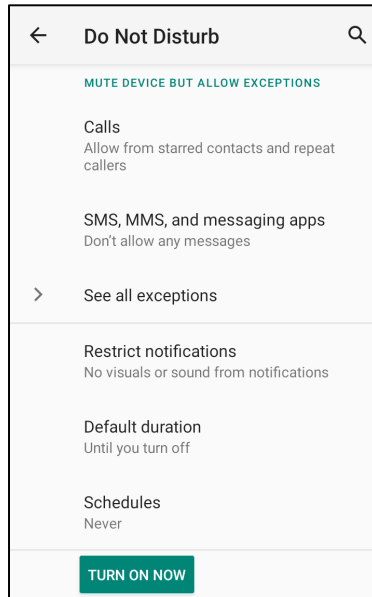 Do Not Disturb
MUTE DEVICE BUT ALLOW EXCEPTIONS
Calls
Allow from starred contacts and repeat
callers
SMS, MMS, and messaging apps
Don't allow any messages
See all exceptions
Restrict notifications
No visuals or sound from notifications
Default duration
Until you turn off
Schedules
Never
TURN ON NOW